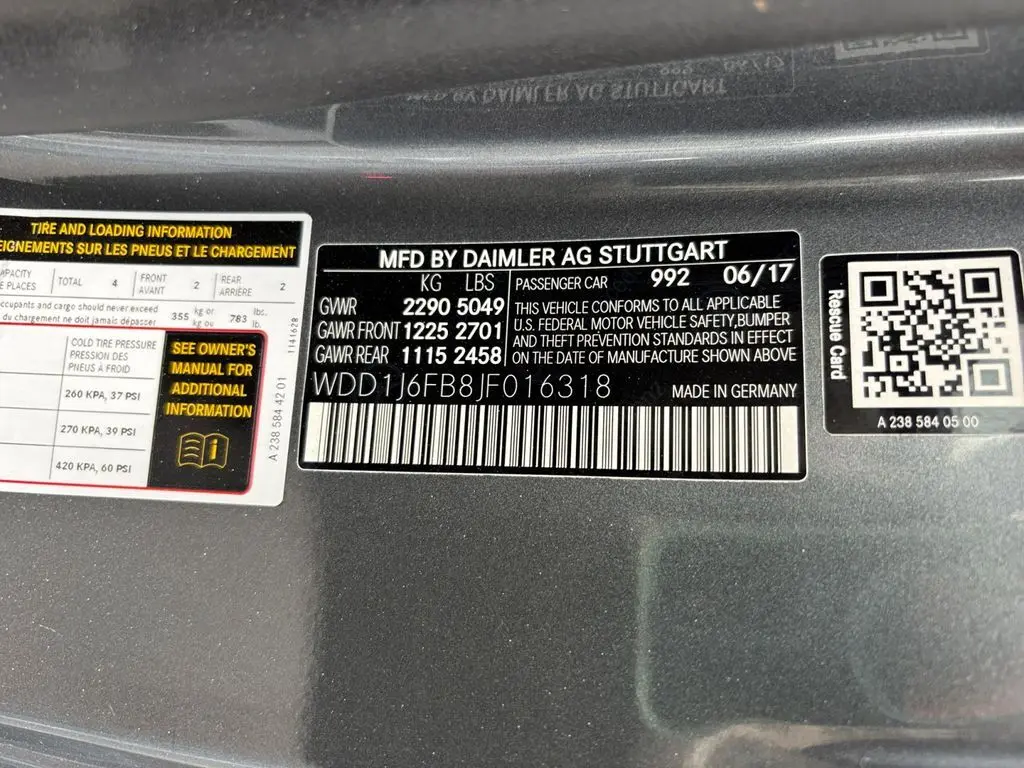 TIRE AND LOADING INFORMATION
EIGNEMENTS SUR LES PNEUS ET LE CHARGEMENT
APACITY TOTAL 4 FRONT 2 REAR 2
E PLACES AVANT ARRIÈRE
ccupants and cargo should never exceed 355 kg or 783 lbs.
du chargement ne doit jamais dépasser kg ou lb.
COLD TIRE PRESSURE
PRESSION DES
PNEUS À FROID
260 KPA, 37 PSI
270 KPA, 39 PSI
420 KPA, 60 PSI
SEE OWNER'S
MANUAL FOR
ADDITIONAL
INFORMATION
1141628
A 238 584 42 01
MFD BY DAIMLER AG STUTTGART
KG LBS
GVWR 2290 5049
GAWR FRONT 1225 2701
GAWR REAR 1115 2458
PASSENGER CAR 992 06/17
THIS VEHICLE CONFORMS TO ALL APPLICABLE
U.S. FEDERAL MOTOR VEHICLE SAFETY,BUMPER
AND THEFT PREVENTION STANDARDS IN EFFECT
ON THE DATE OF MANUFACTURE SHOWN ABOVE
WDD1J6FB8JF016318
MADE IN GERMANY
Rescue Card
A 238 584 05 00